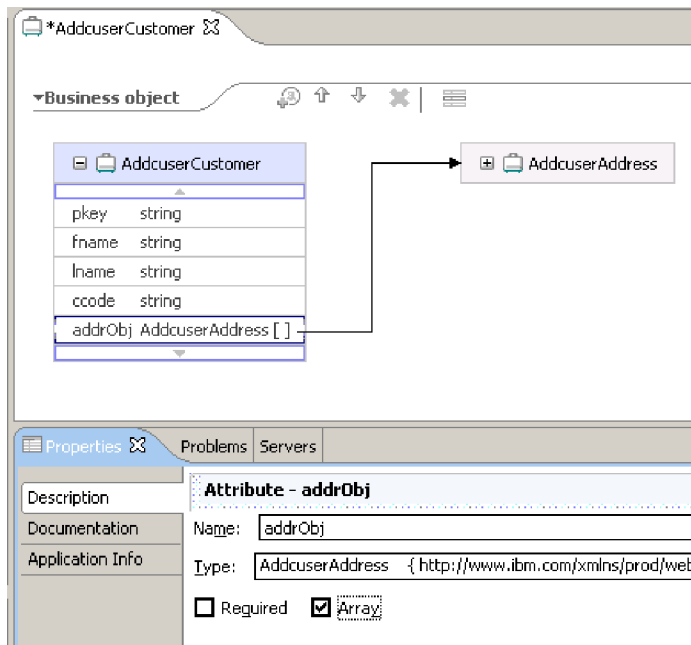 *AddcuserCustomer
Business object
AddcuserCustomer
AddcuserAddress
pkey string
fname string
lname string
ccode string
addrObj AddcuserAddress [ ]
Properties Problems Servers
Description
Documentation
Application Info
Attribute - addrObj
Name: addrObj
Type: AddcuserAddress { http://www.ibm.com/xmlns/prod/web
Required Array